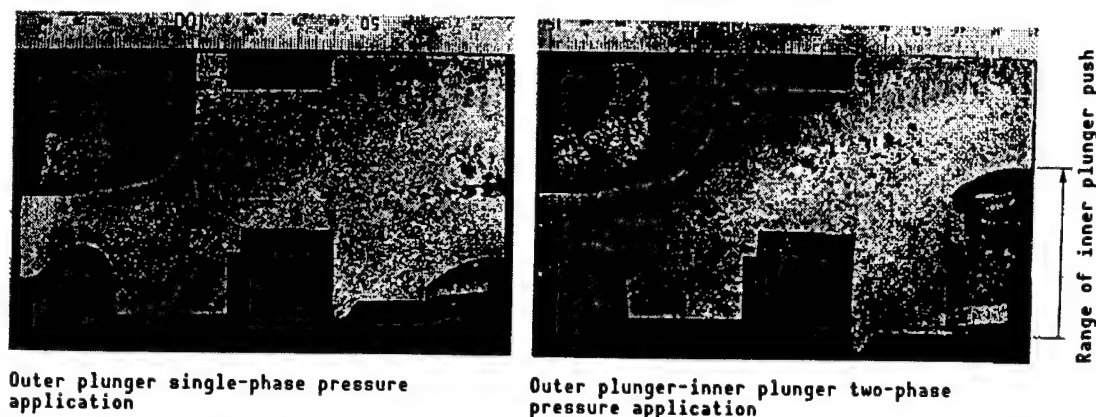 Outer plunger single-phase pressure
application
Outer plunger-inner plunger two-phase
pressure application
Range of inner plunger push